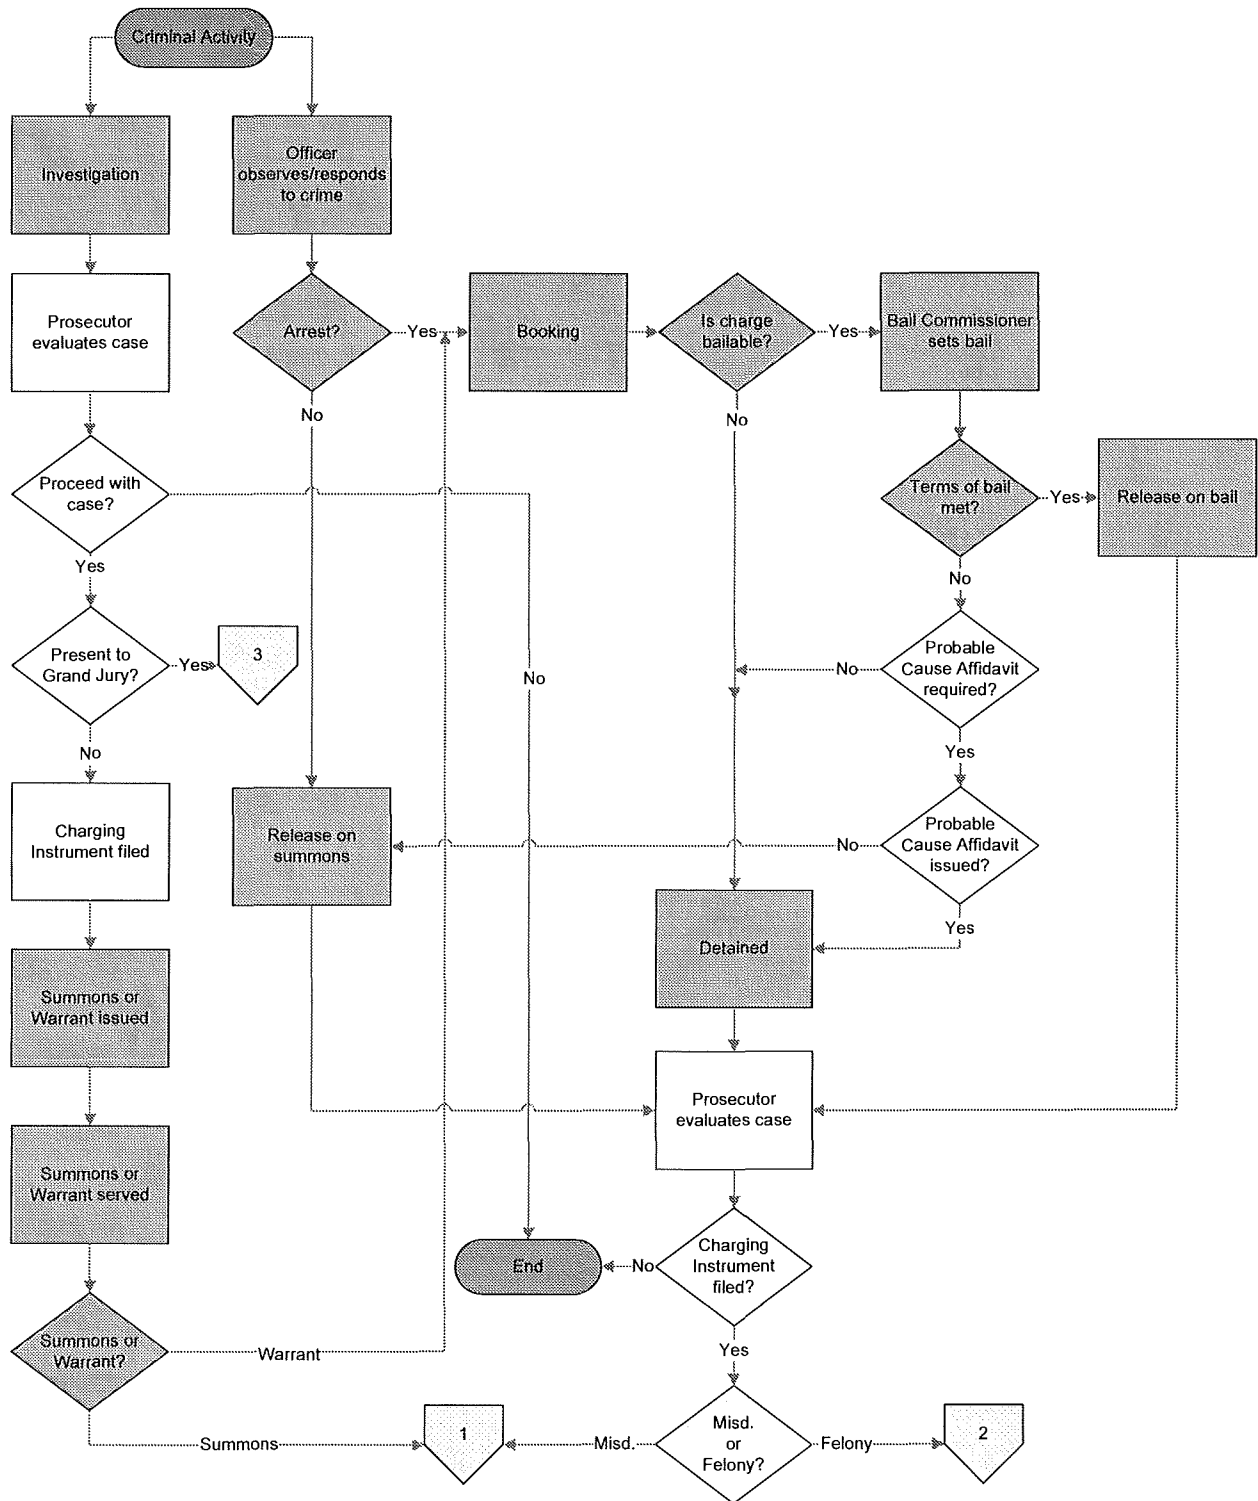 Criminal Activity
Investigation
Officer
observes/responds
to crime
Prosecutor
evaluates case
Arrest?
Yes
Booking
Is charge
bailable?
Yes
Bail Commissioner
sets bail
No
No
Proceed with
case?
Terms of bail
met?
Yes
Release on bail
Yes
No
Present to
Grand Jury?
Yes
3
No
No
Probable
Cause Affidavit
required?
No
Yes
Charging
Instrument filed
Release on
summons
No
Probable
Cause Affidavit
issued?
Yes
Detained
Summons or
Warrant issued
Prosecutor
evaluates case
Summons or
Warrant served
End
No
Charging
Instrument
filed?
Summons or
Warrant?
Warrant
Yes
Summons
1
Misd.
Misd.
or
Felony?
Felony
2